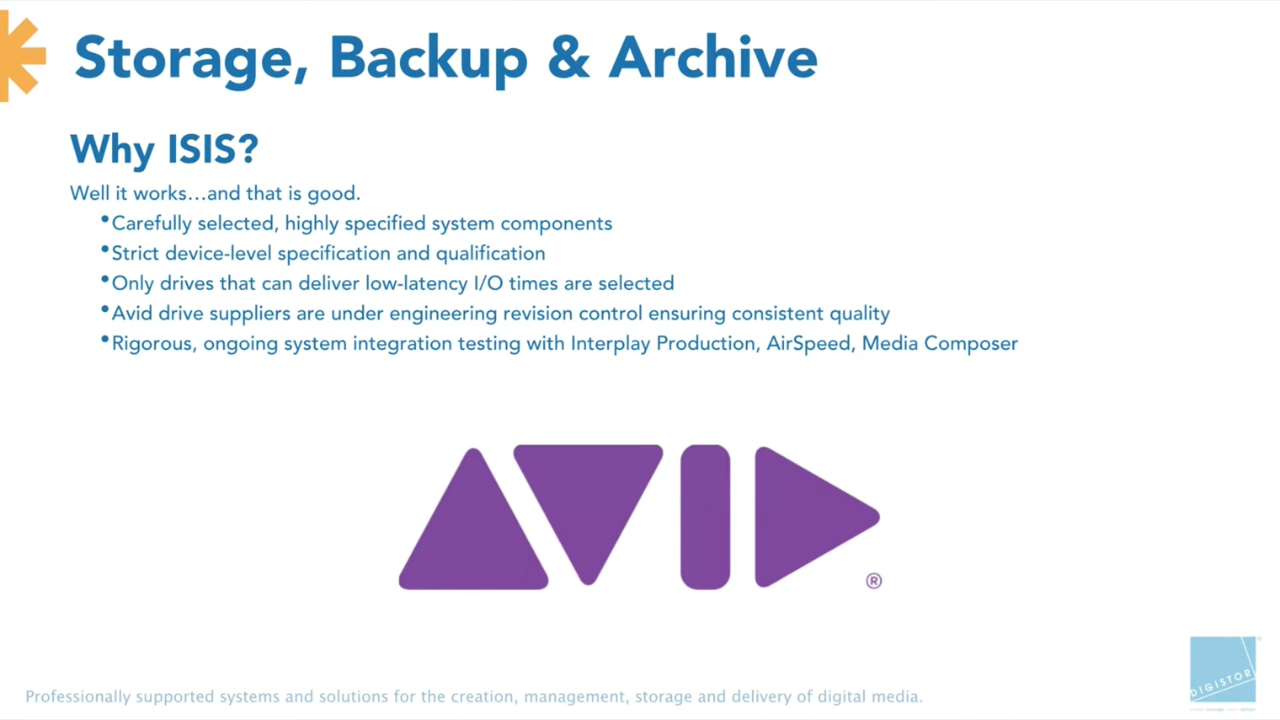 Storage, Backup & Archive
Why ISIS?
Well it works...and that is good.
•Carefully selected, highly specified system components
•Strict device-level specification and qualification
•Only drives that can deliver low-latency I/O times are selected
•Avid drive suppliers are under engineering revision control ensuring consistent quality
•Rigorous, ongoing system integration testing with Interplay Production, AirSpeed, Media Composer
AVID®
DIGISTOR
Professionally supported systems and solutions for the creation, management, storage and delivery of digital media.